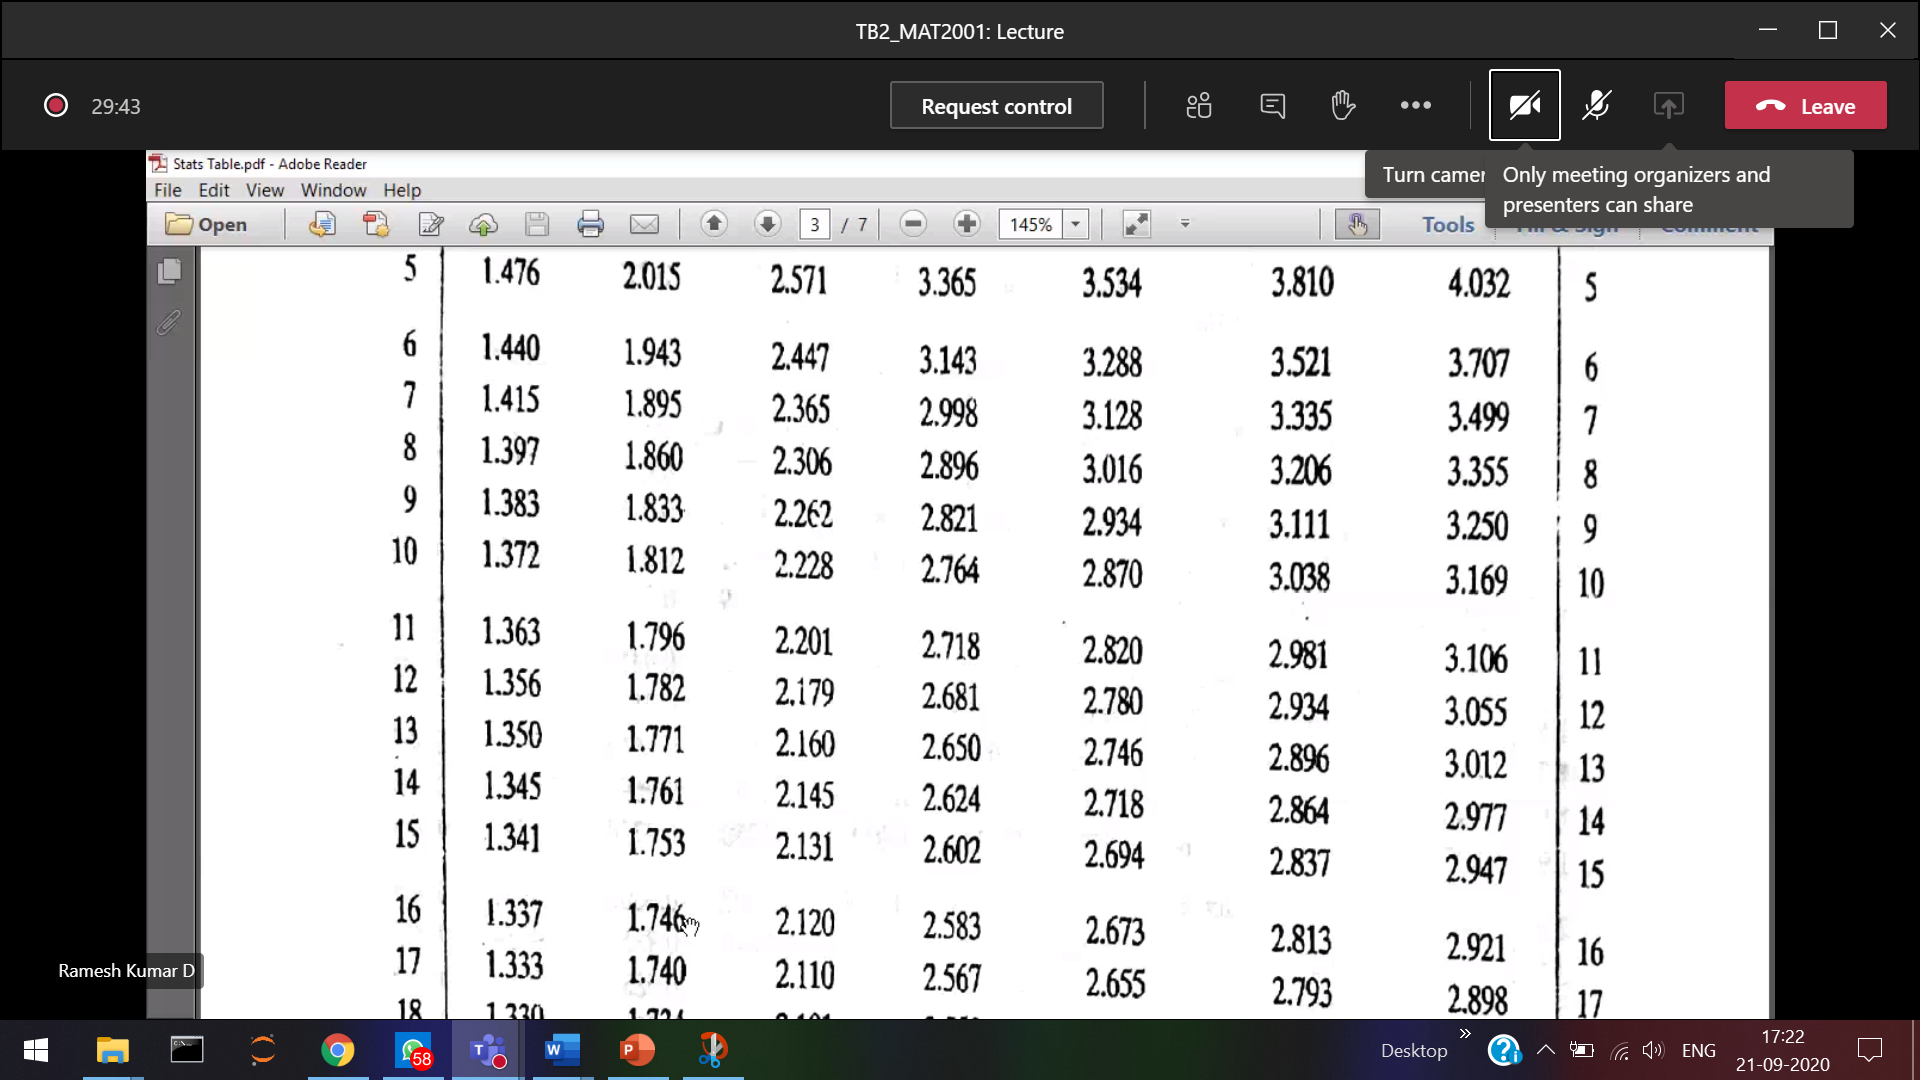 TB2_MAT2001: Lecture
29:43 Request control Leave
Stats Table.pdf - Adobe Reader
Turn camer
Only meeting organizers and
presenters can share
File Edit View Window Help
Open 3 / 7 145% Tools Fill & Sign Comment
5 1.476 2.015 2.571 3.365 3.534 3.810 4.032 5
6 1.440 1.943 2.447 3.143 3.288 3.521 3.707 6
7 1.415 1.895 2.365 2.998 3.128 3.335 3.499 7
8 1.397 1.860 2.306 2.896 3.016 3.206 3.355 8
9 1.383 1.833 2.262 2.821 2.934 3.111 3.250 9
10 1.372 1.812 2.228 2.764 2.870 3.038 3.169 10
11 1.363 1.796 2.201 2.718 2.820 2.981 3.106 11
12 1.356 1.782 2.179 2.681 2.780 2.934 3.055 12
13 1.350 1.771 2.160 2.650 2.746 2.896 3.012 13
14 1.345 1.761 2.145 2.624 2.718 2.864 2.977 14
15 1.341 1.753 2.131 2.602 2.694 2.837 2.947 15
16 1.337 1.746 2.120 2.583 2.673 2.813 2.921 16
17 1.333 1.740 2.110 2.567 2.655 2.793 2.898 17
18 1.330 1.734 2.101
Ramesh Kumar D
58
Desktop ENG 17:22
21-09-2020